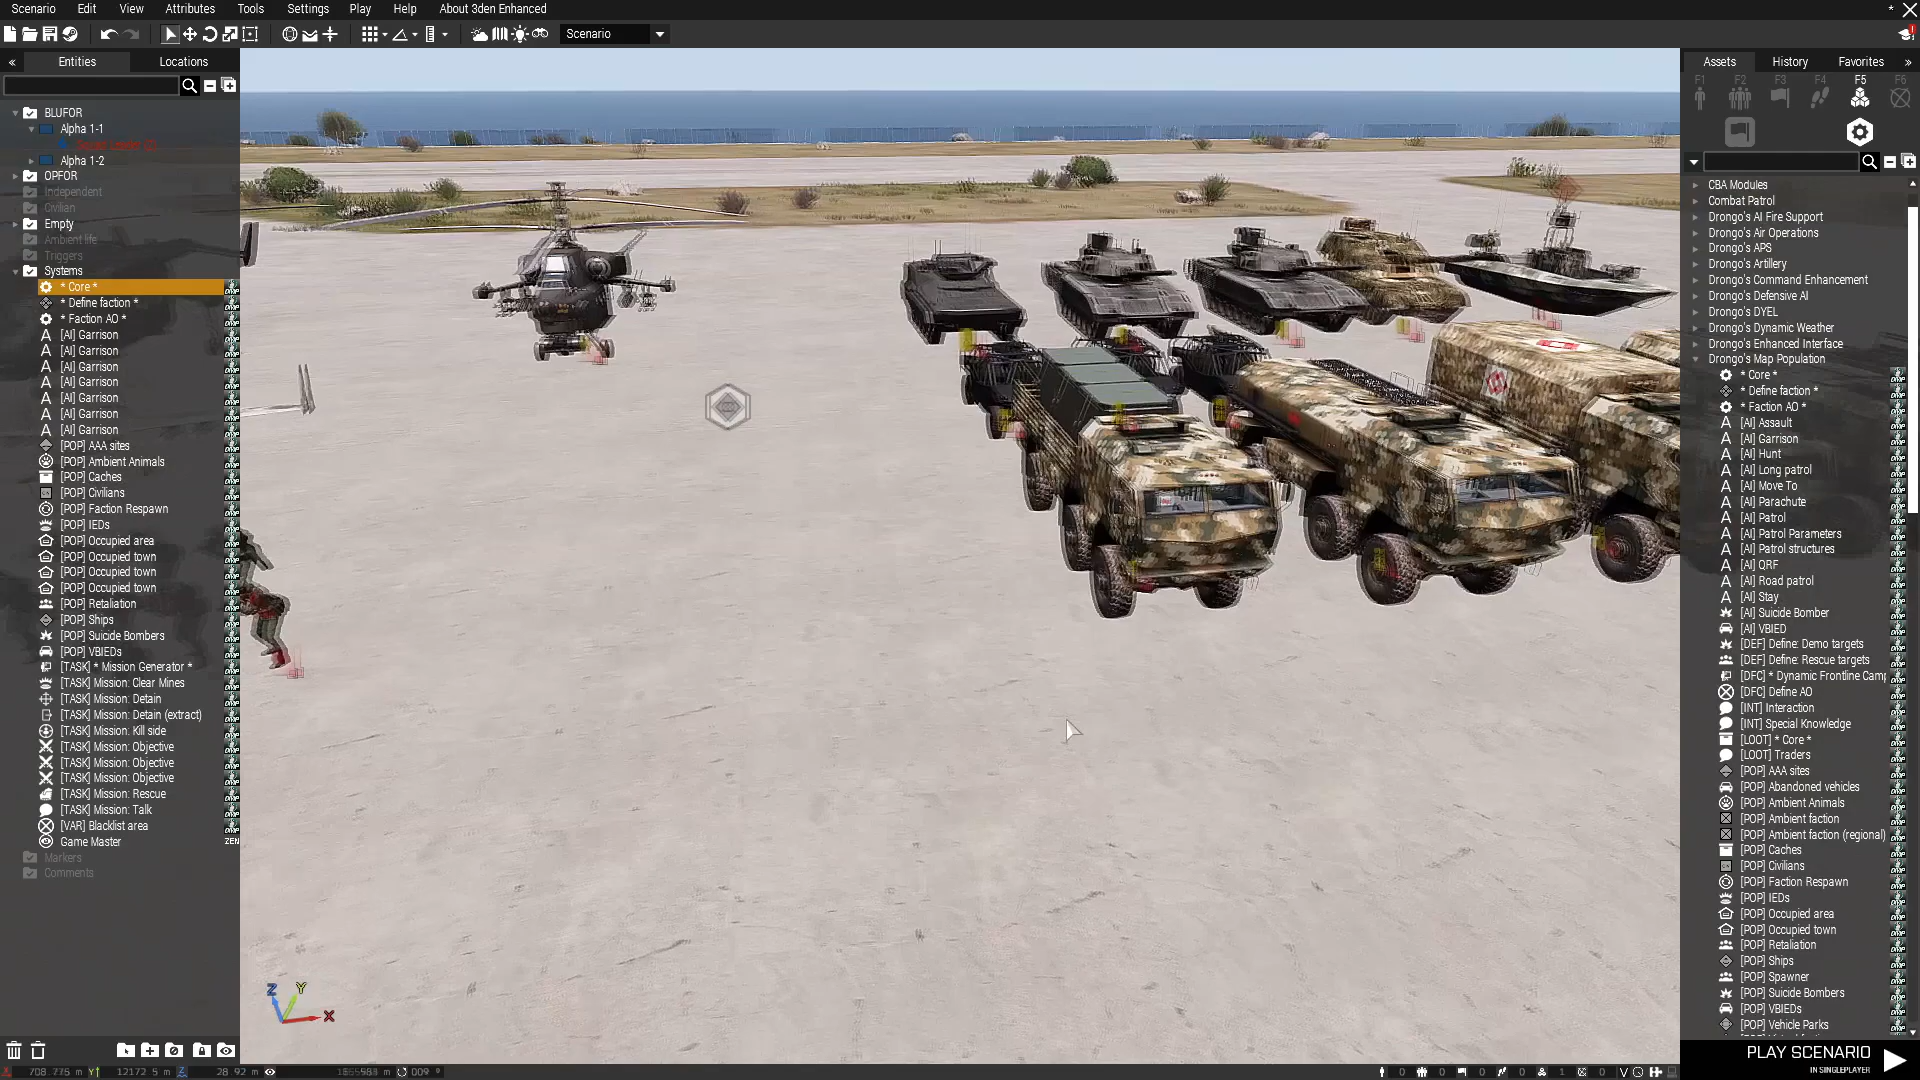 Scenario Edit View Attributes Tools Settings Play Help About 3den Enhanced
Scenario
Entities Locations
BLUFOR
Alpha 1-1
Alpha 1-2
OPFOR
Independent
Civilian
Empty
Ambient life
Triggers
Systems
* Core *
* Define faction *
* Faction AO *
[AI] Garrison
[AI] Garrison
[AI] Garrison
[AI] Garrison
[AI] Garrison
[AI] Garrison
[AI] Garrison
[POP] AAA sites
[POP] Ambient Animals
[POP] Caches
[POP] Civilians
[POP] Faction Respawn
[POP] IEDs
[POP] Occupied area
[POP] Occupied town
[POP] Occupied town
[POP] Occupied town
[POP] Retaliation
[POP] Ships
[POP] Suicide Bombers
[POP] VBIEDs
[TASK] * Mission Generator *
[TASK] Mission: Clear Mines
[TASK] Mission: Detain
[TASK] Mission: Detain (extract)
[TASK] Mission: Kill side
[TASK] Mission: Objective
[TASK] Mission: Objective
[TASK] Mission: Objective
[TASK] Mission: Rescue
[TASK] Mission: Talk
[VAR] Blacklist area
Game Master ZEN
Markers
Comments
Z Y X
Assets History Favorites
F1 F2 F3 F4 F5 F6
CBA Modules
Combat Patrol
Drongo's AI Fire Support
Drongo's Air Operations
Drongo's APS
Drongo's Artillery
Drongo's Command Enhancement
Drongo's Defensive AI
Drongo's DYEL
Drongo's Dynamic Weather
Drongo's Enhanced Interface
Drongo's Map Population
* Core *
* Define faction *
* Faction AO *
[AI] Assault
[AI] Garrison
[AI] Hunt
[AI] Long patrol
[AI] Move To
[AI] Parachute
[AI] Patrol
[AI] Patrol Parameters
[AI] Patrol structures
[AI] QRF
[AI] Road patrol
[AI] Stay
[AI] Suicide Bomber
[AI] VBIED
[DEF] Define: Demo targets
[DEF] Define: Rescue targets
[DFC] * Dynamic Frontline Camp
[DFC] Define AO
[INT] Interaction
[INT] Special Knowledge
[LOOT] * Core *
[LOOT] Traders
[POP] AAA sites
[POP] Abandoned vehicles
[POP] Ambient Animals
[POP] Ambient faction
[POP] Ambient faction (regional)
[POP] Caches
[POP] Civilians
[POP] Faction Respawn
[POP] IEDs
[POP] Occupied area
[POP] Occupied town
[POP] Retaliation
[POP] Ships
[POP] Spawner
[POP] Suicide Bombers
[POP] VBIEDs
[POP] Vehicle Parks
PLAY SCENARIO
IN SINGLEPLAYER
X 708.775 m Y 12172.5 m Z 28.92 m 009 °
0 0 0 0 1 0